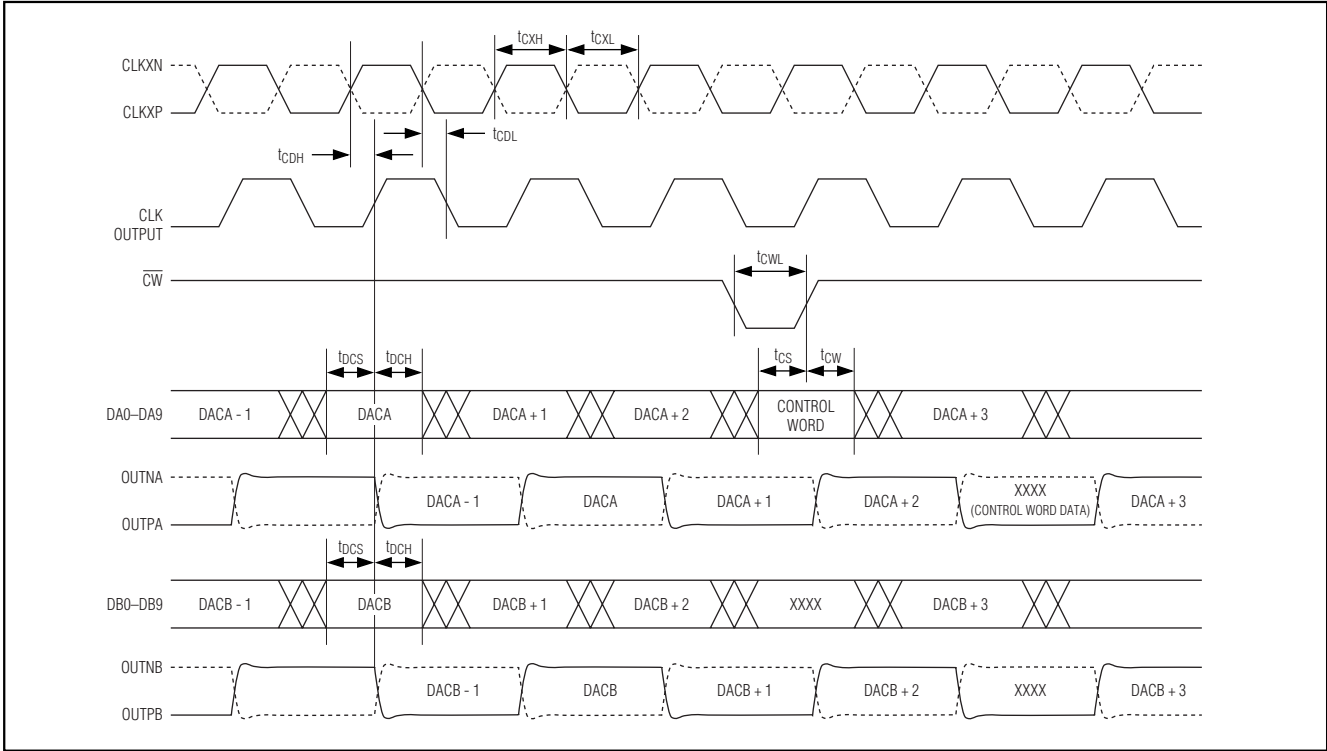 tCXH tCXL
CLKXN
CLKXP
tCDL
tCDH
CLK
OUTPUT
tCWL
CW
tDCS tDCH tCS tCW
DA0–DA9 DACA - 1 DACA DACA + 1 DACA + 2 CONTROL WORD DACA + 3
OUTNA
OUTPA
DACA - 1 DACA DACA + 1 DACA + 2 XXXX (CONTROL WORD DATA) DACA + 3
tDCS tDCH
DB0–DB9 DACB - 1 DACB DACB + 1 DACB + 2 XXXX DACB + 3
OUTNB
OUTPB
DACB - 1 DACB DACB + 1 DACB + 2 XXXX DACB + 3